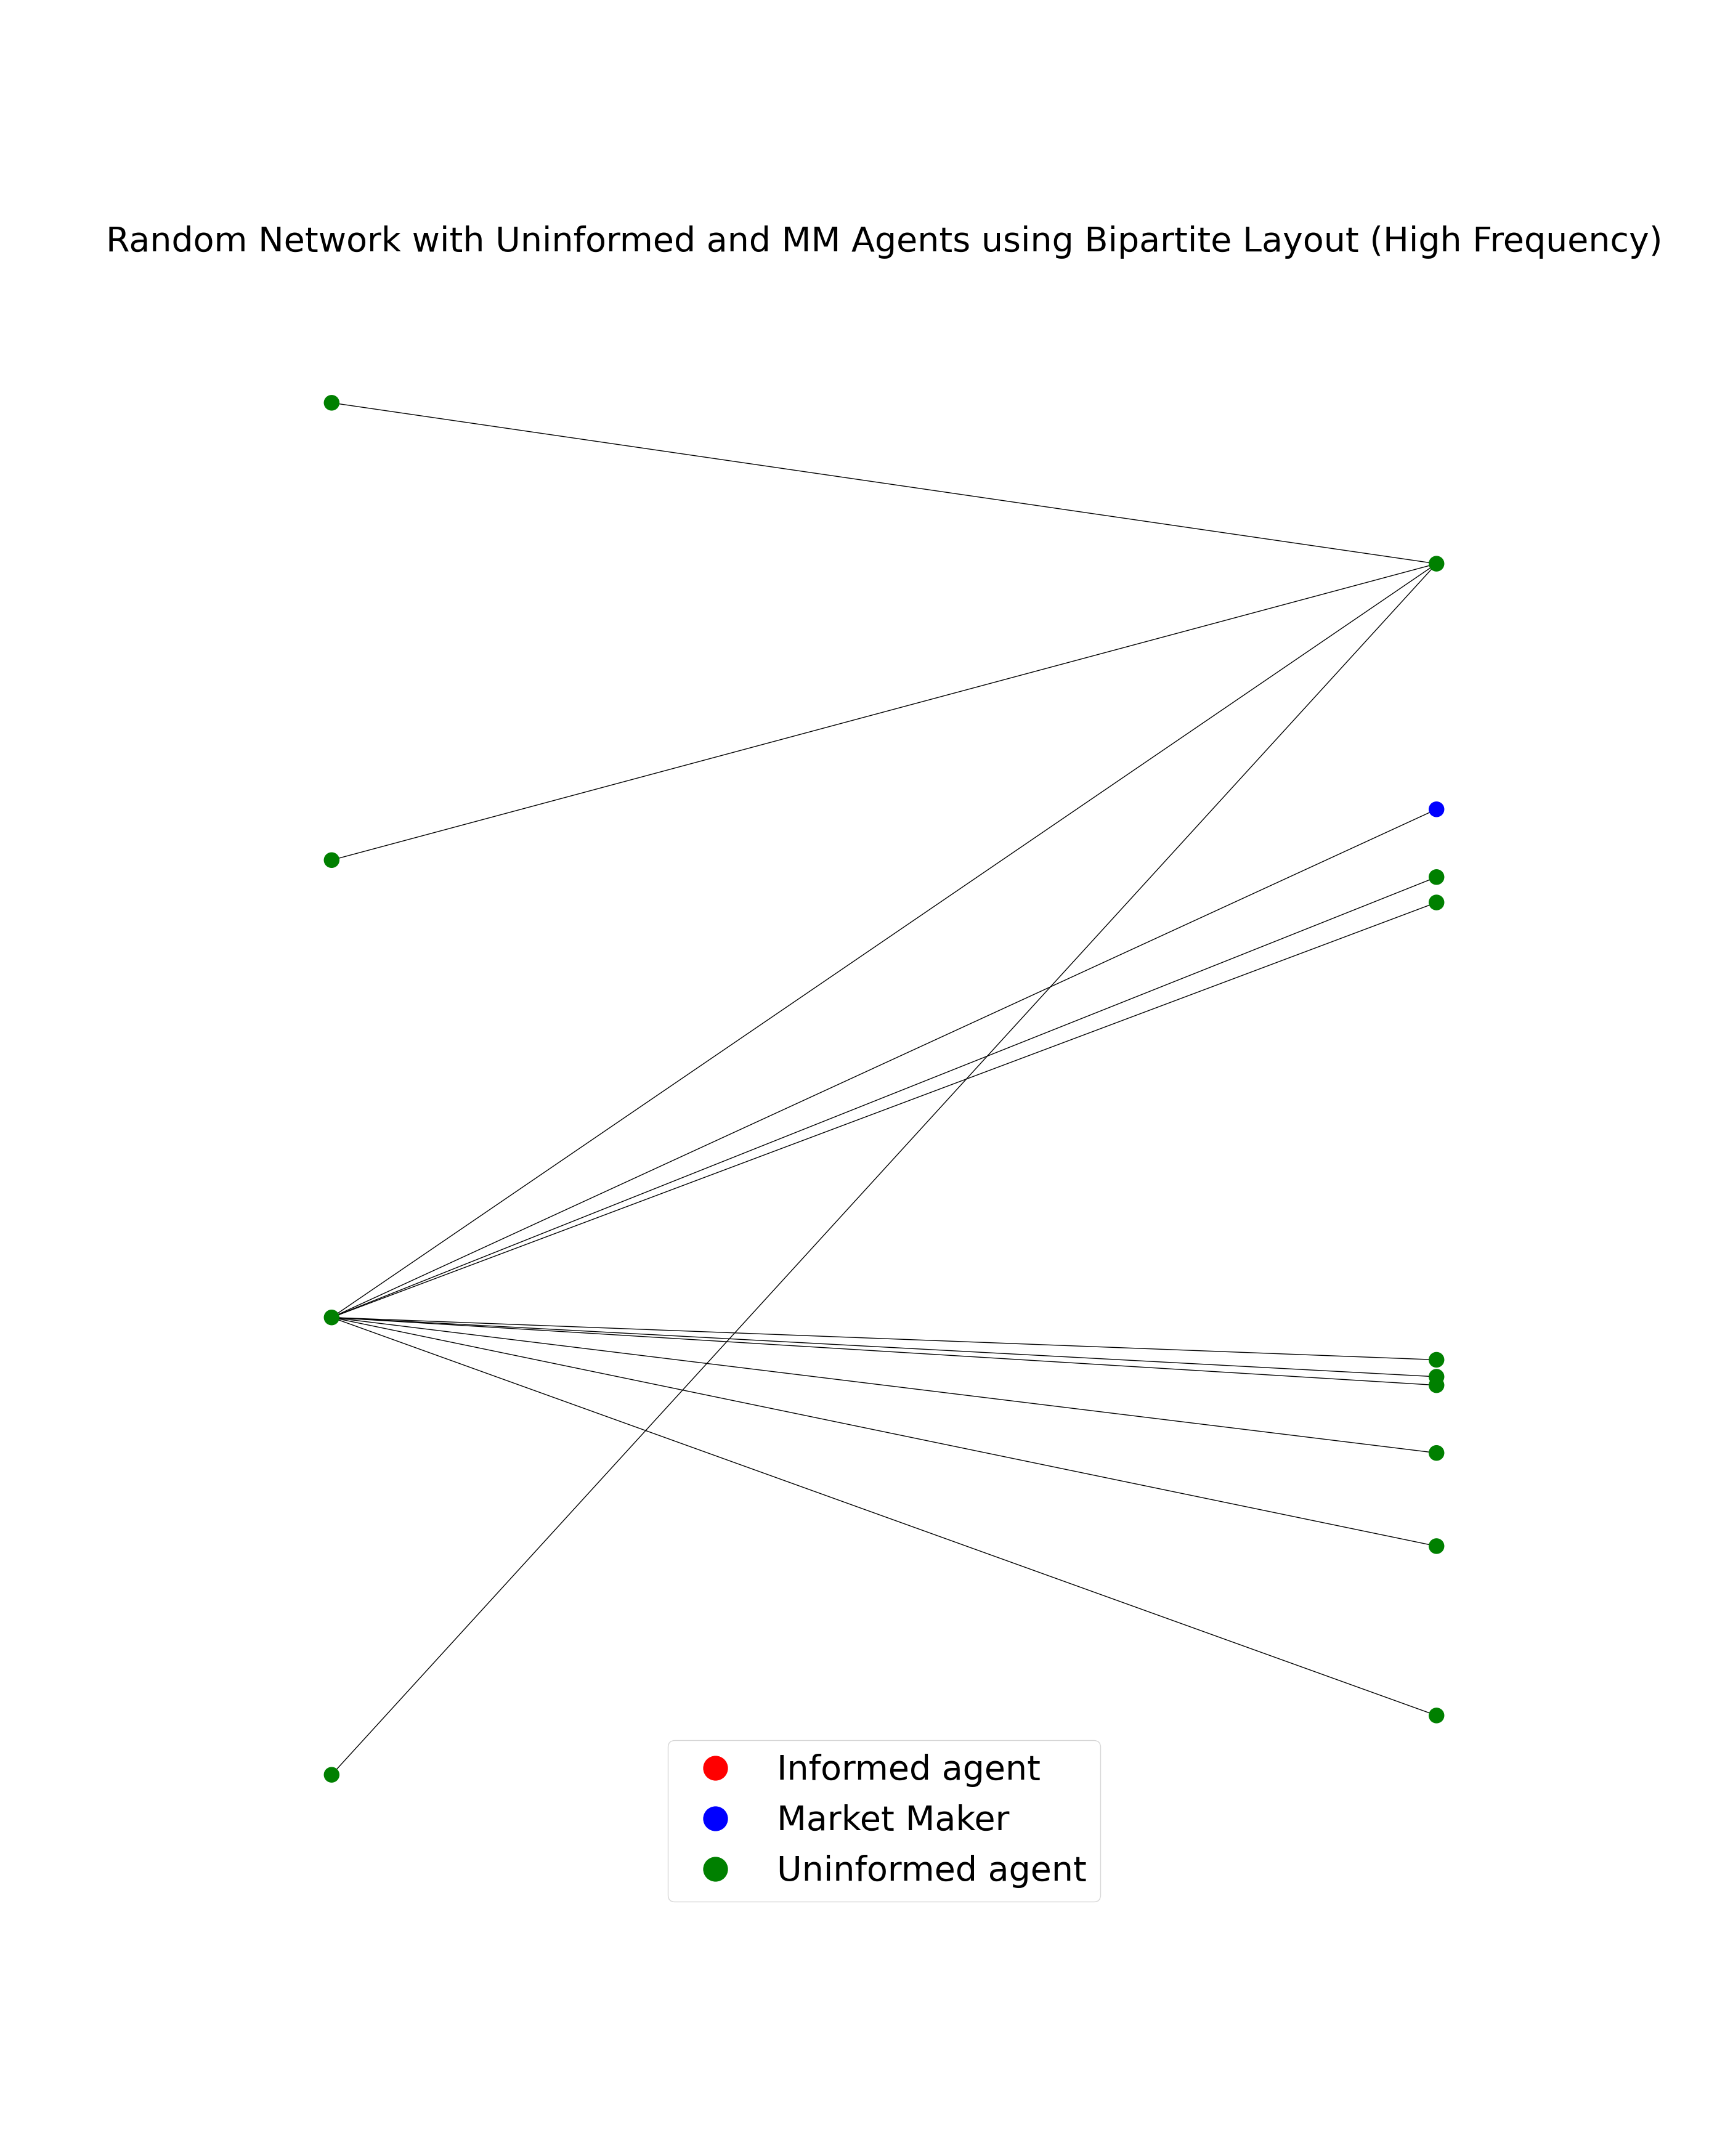 Random Network with Uninformed and MM Agents using Bipartite Layout (High Frequency)
Informed agent
Market Maker
Uninformed agent